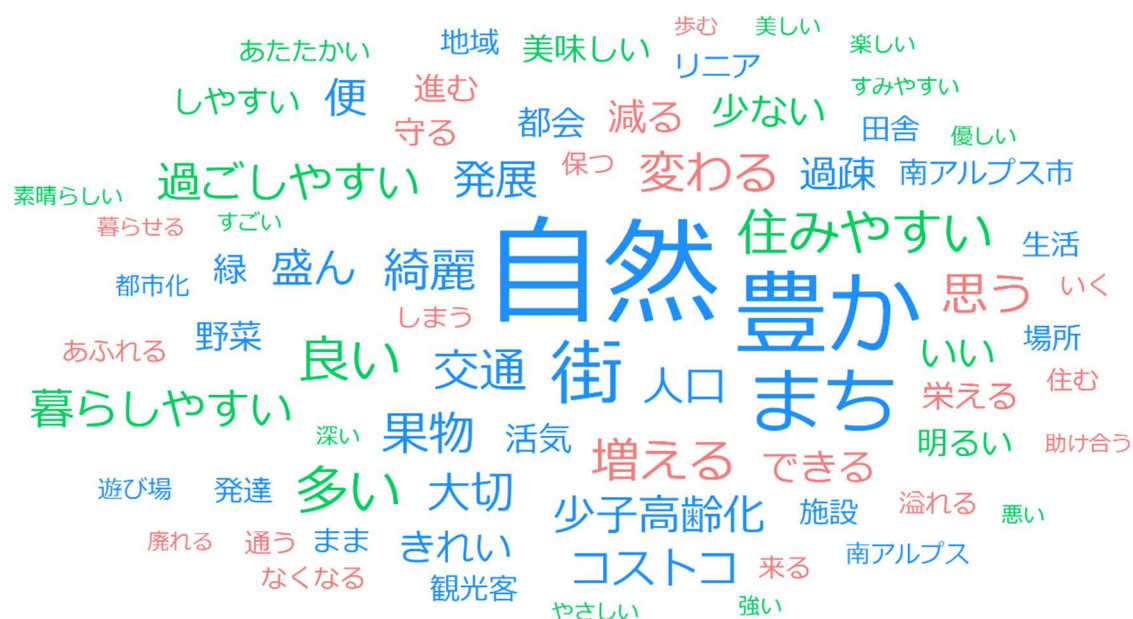 歩む 美しい
あたたかい 地域 美味しい 楽しい
リニア
しやすい 便 進む すみやすい
守る 都会 減る 少ない 田舎 優しい
素晴らしい 過ごしやすい 発展 保つ 変わる 過疎 南アルプス市
暮らせる すごい 住みやすい 生活
都市化 緑 盛ん 綺麗 自然 豊か 思う いく
しまう
あふれる 野菜 良い 交通 街 人口 まち いい 場所
暮らしやすい 栄える 住む
深い 果物 活気 増える できる 明るい 助け合う
遊び場 発達 多い 大切 少子高齢化 施設 溢れる 悪い
廃れる 通う まま きれい コストコ 来る 南アルプス
なくなる 観光客
やさしい 強い